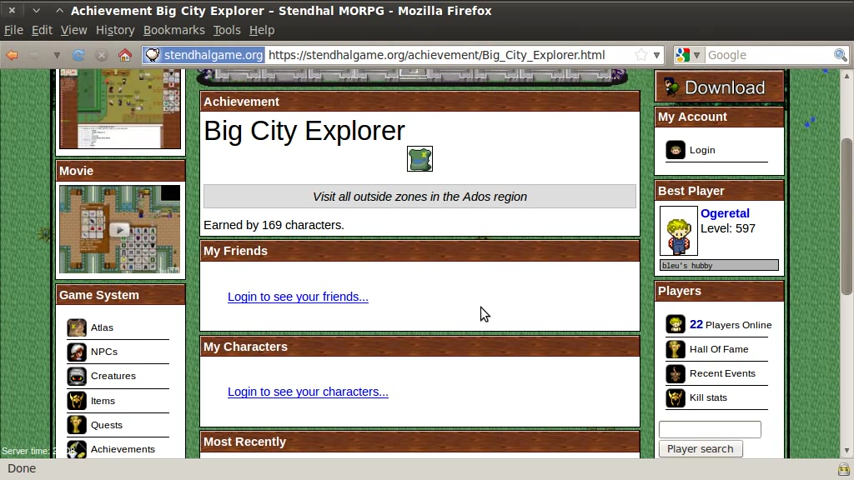 Achievement Big City Explorer – Stendhal MORPG - Mozilla Firefox
File Edit View History Bookmarks Tools Help
stendhalgame.org https://stendhalgame.org/achievement/Big_City_Explorer.html Google
Movie
Game System
Atlas
NPCs
Creatures
Items
Quests
Achievements
Server time:
Achievement
Big City Explorer
Visit all outside zones in the Ados region
Earned by 169 characters.
My Friends
Login to see your friends...
My Characters
Login to see your characters...
Most Recently
Download
My Account
Login
Best Player
Ogeretal
Level: 597
bleu's hubby
Players
22 Players Online
Hall Of Fame
Recent Events
Kill stats
Player search
Done